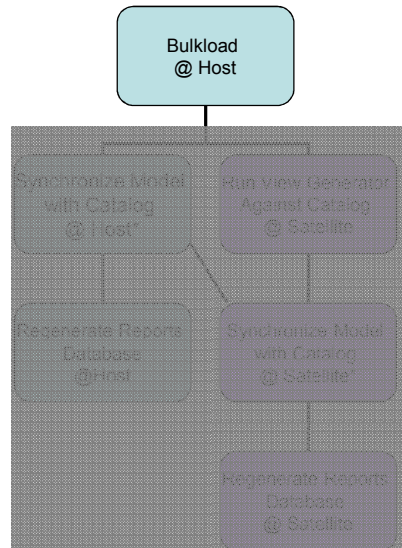 Bulkload
@ Host
Synchronize Model
with Catalog
@ Host*
Run View Generator
Against Catalog
@ Satellite
Regenerate Reports
Database
@Host
Synchronize Model
with Catalog
@ Satellite*
Regenerate Reports
Database
@ Satellite